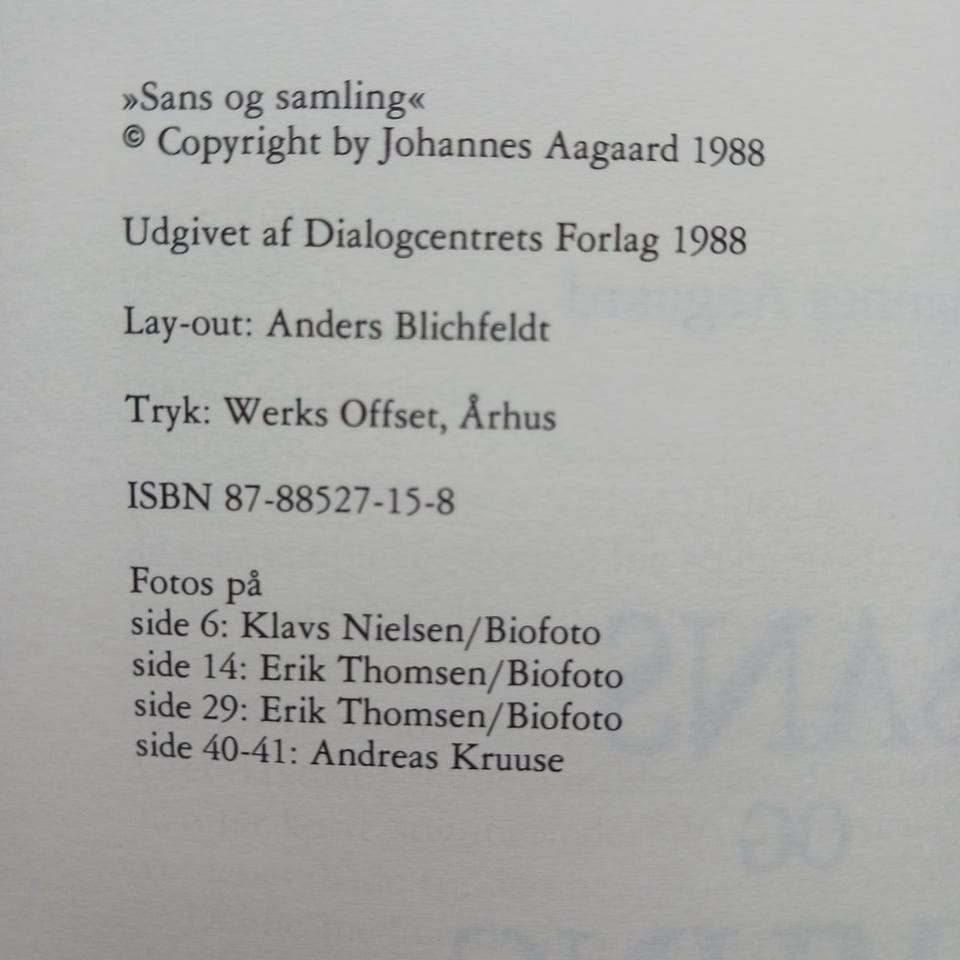 »Sans og samling«
© Copyright by Johannes Aagaard 1988
Udgivet af Dialogcentrets Forlag 1988
Lay-out: Anders Blichfeldt
Tryk: Werks Offset, Århus
ISBN 87-88527-15-8
Fotos på
side 6: Klavs Nielsen/Biofoto
side 14: Erik Thomsen/Biofoto
side 29: Erik Thomsen/Biofoto
side 40-41: Andreas Kruuse